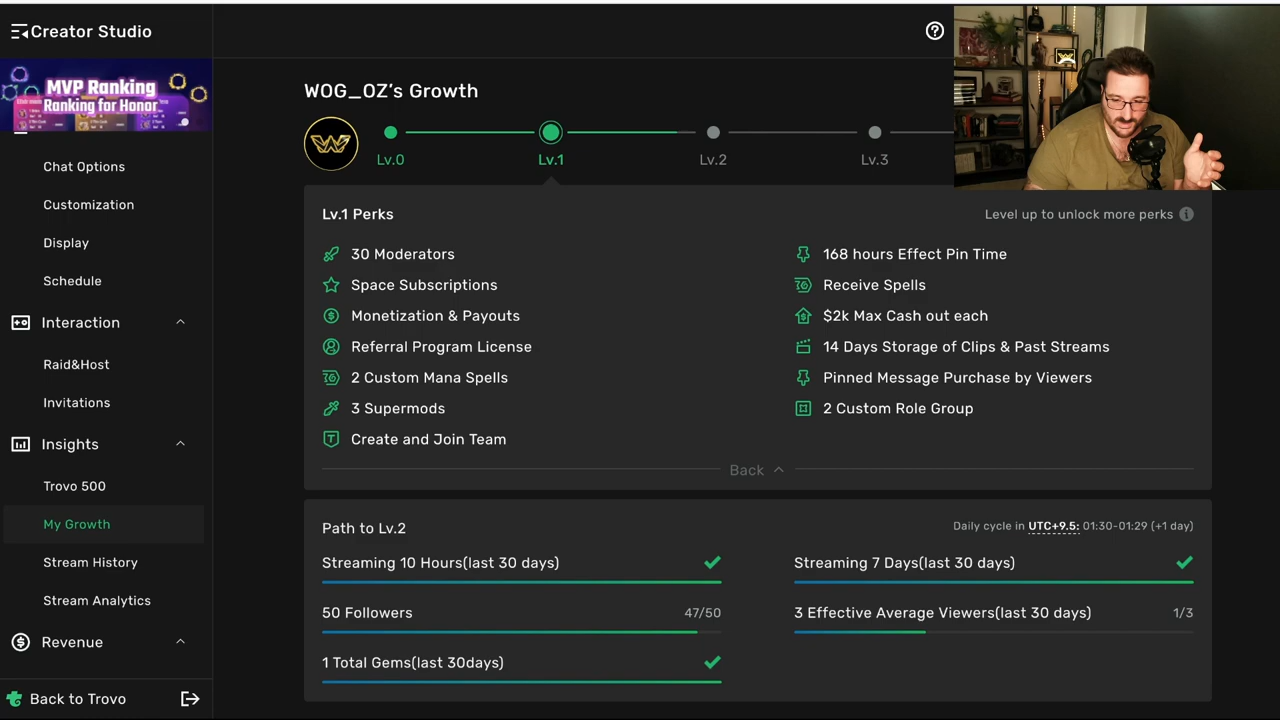 Creator Studio
MVP Ranking
Ranking for Honor
Chat Options
Customization
Display
Schedule
Interaction
Raid&Host
Invitations
Insights
Trovo 500
My Growth
Stream History
Stream Analytics
Revenue
Back to Trovo
WOG_OZ's Growth
Lv.0
Lv.1
Lv.2
Lv.3
Lv.1 Perks
Level up to unlock more perks
30 Moderators
168 hours Effect Pin Time
Space Subscriptions
Receive Spells
Monetization & Payouts
$2k Max Cash out each
Referral Program License
14 Days Storage of Clips & Past Streams
2 Custom Mana Spells
Pinned Message Purchase by Viewers
3 Supermods
2 Custom Role Group
Create and Join Team
Back
Path to Lv.2
Daily cycle in UTC+9.5: 01:30-01:29 (+1 day)
Streaming 10 Hours(last 30 days)
Streaming 7 Days(last 30 days)
50 Followers
47/50
3 Effective Average Viewers(last 30 days)
1/3
1 Total Gems(last 30days)